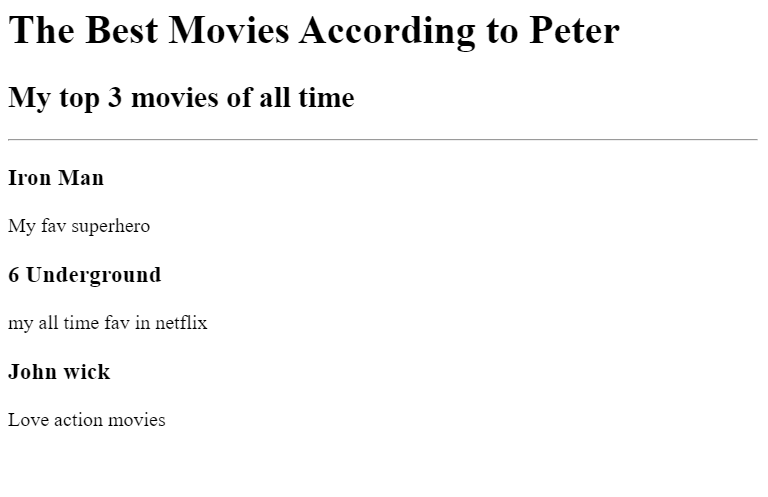 The Best Movies According to Peter
My top 3 movies of all time
Iron Man
My fav superhero
6 Underground
my all time fav in netflix
John wick
Love action movies